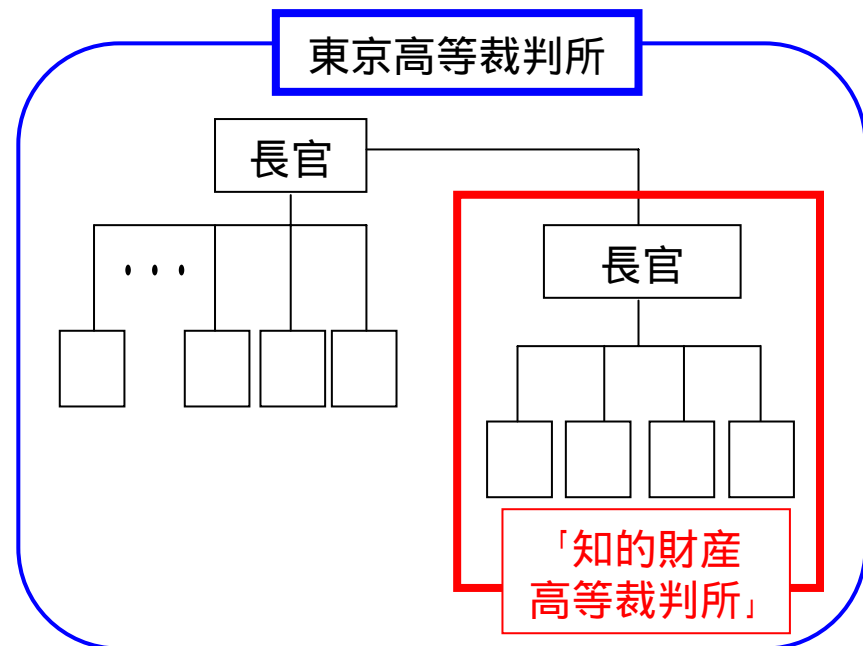 東京高等裁判所
長官
・・・
長官
「知的財産
高等裁判所」